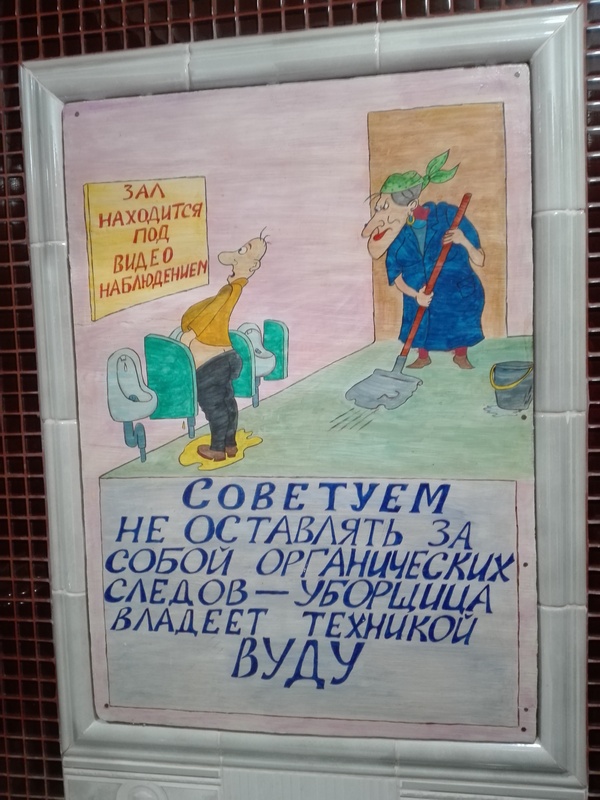 ЗАЛ
НАХОДИТСЯ
ПОД
ВИДЕО
НАБЛЮДЕНИЕМ
СОВЕТУЕМ
НЕ ОСТАВЛЯТЬ ЗА
СОБОЙ ОРГАНИЧЕСКИХ
СЛЕДОВ — УБОРЩИЦА
ВЛАДЕЕТ ТЕХНИКОЙ
ВУДУ